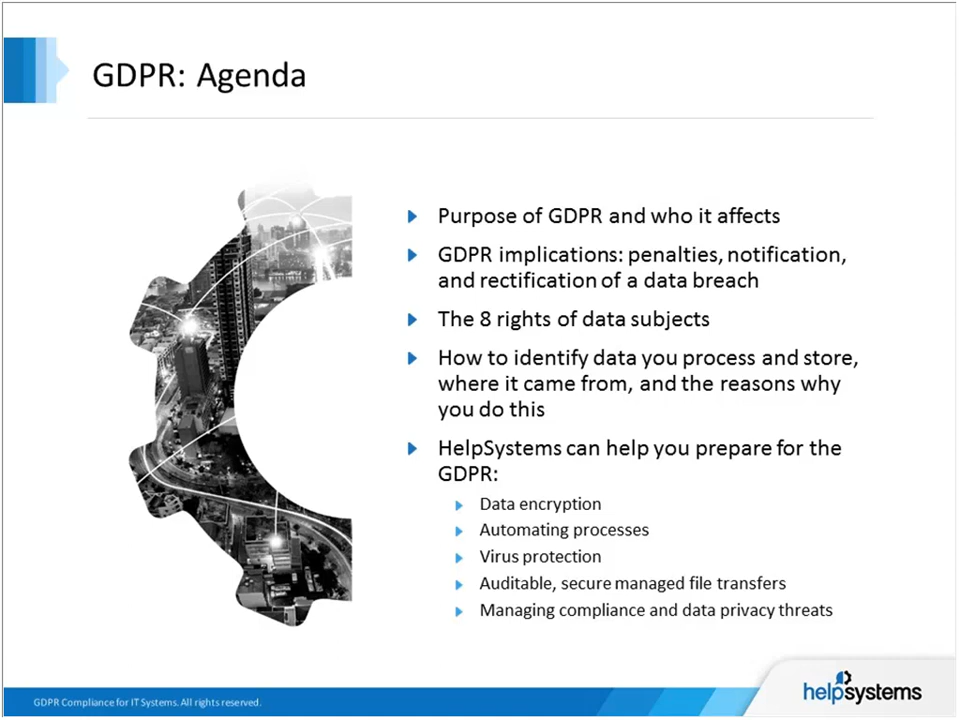 GDPR: Agenda
Purpose of GDPR and who it affects
GDPR implications: penalties, notification,
and rectification of a data breach
The 8 rights of data subjects
How to identify data you process and store,
where it came from, and the reasons why
you do this
HelpSystems can help you prepare for the
GDPR:
Data encryption
Automating processes
Virus protection
Auditable, secure managed file transfers
Managing compliance and data privacy threats
GDPR Compliance for IT Systems. All rights reserved.
helpsystems